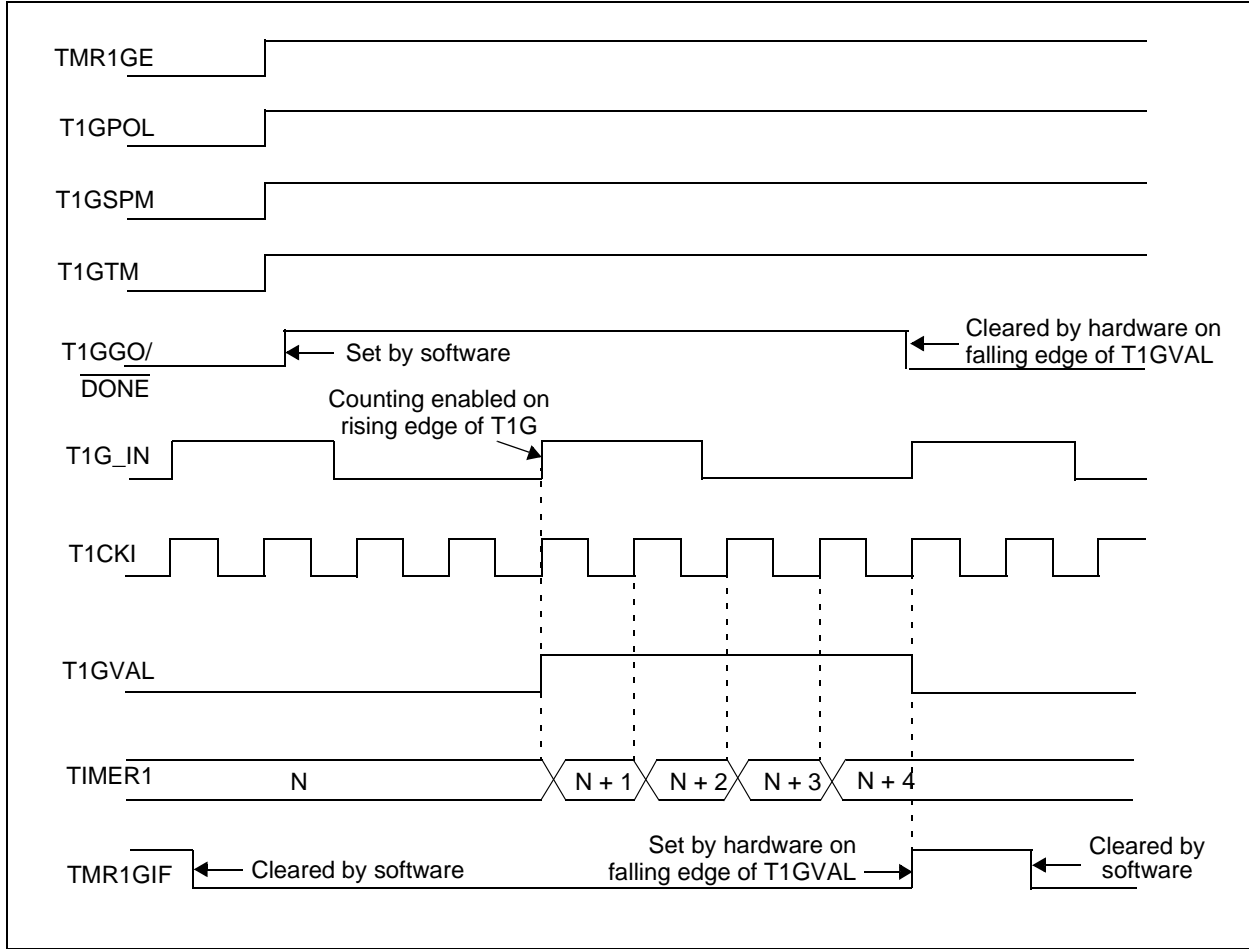 TMR1GE
T1GPOL
T1GSPM
T1GTM
T1GGO/
DONE
Set by software
Cleared by hardware on
falling edge of T1GVAL
Counting enabled on
rising edge of T1G
T1G_IN
T1CKI
T1GVAL
TIMER1
N
N + 1
N + 2
N + 3
N + 4
TMR1GIF
Cleared by software
Set by hardware on
falling edge of T1GVAL
Cleared by
software